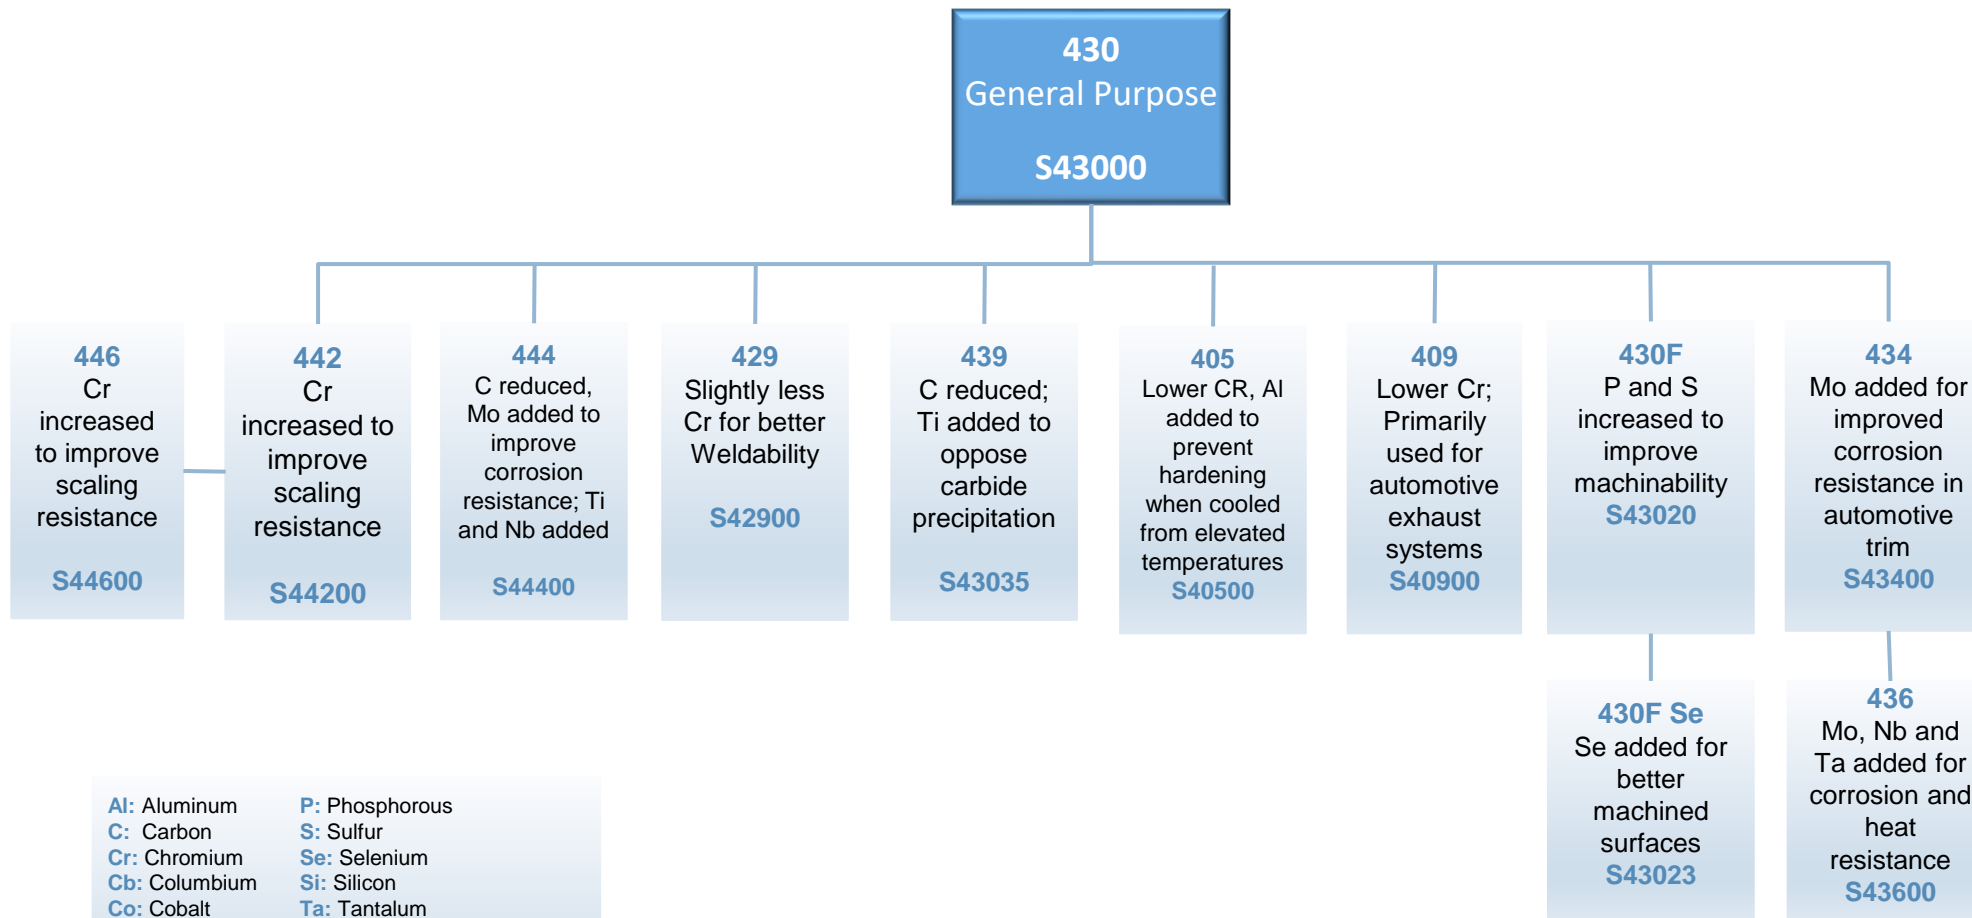 430
General Purpose
S43000
446
Cr
increased
to improve
scaling
resistance
S44600
442
Cr
increased to
improve
scaling
resistance
S44200
444
C reduced,
Mo added to
improve
corrosion
resistance; Ti
and Nb added
S44400
429
Slightly less
Cr for better
Weldability
S42900
439
C reduced;
Ti added to
oppose
carbide
precipitation
S43035
405
Lower CR, Al
added to
prevent
hardening
when cooled
from elevated
temperatures
S40500
409
Lower Cr;
Primarily
used for
automotive
exhaust
systems
S40900
430F
P and S
increased to
improve
machinability
S43020
434
Mo added for
improved
corrosion
resistance in
automotive
trim
S43400
430F Se
Se added for
better
machined
surfaces
S43023
436
Mo, Nb and
Ta added for
corrosion and
heat
resistance
S43600
Al: Aluminum
C: Carbon
Cr: Chromium
Cb: Columbium
Co: Cobalt
P: Phosphorous
S: Sulfur
Se: Selenium
Si: Silicon
Ta: Tantalum